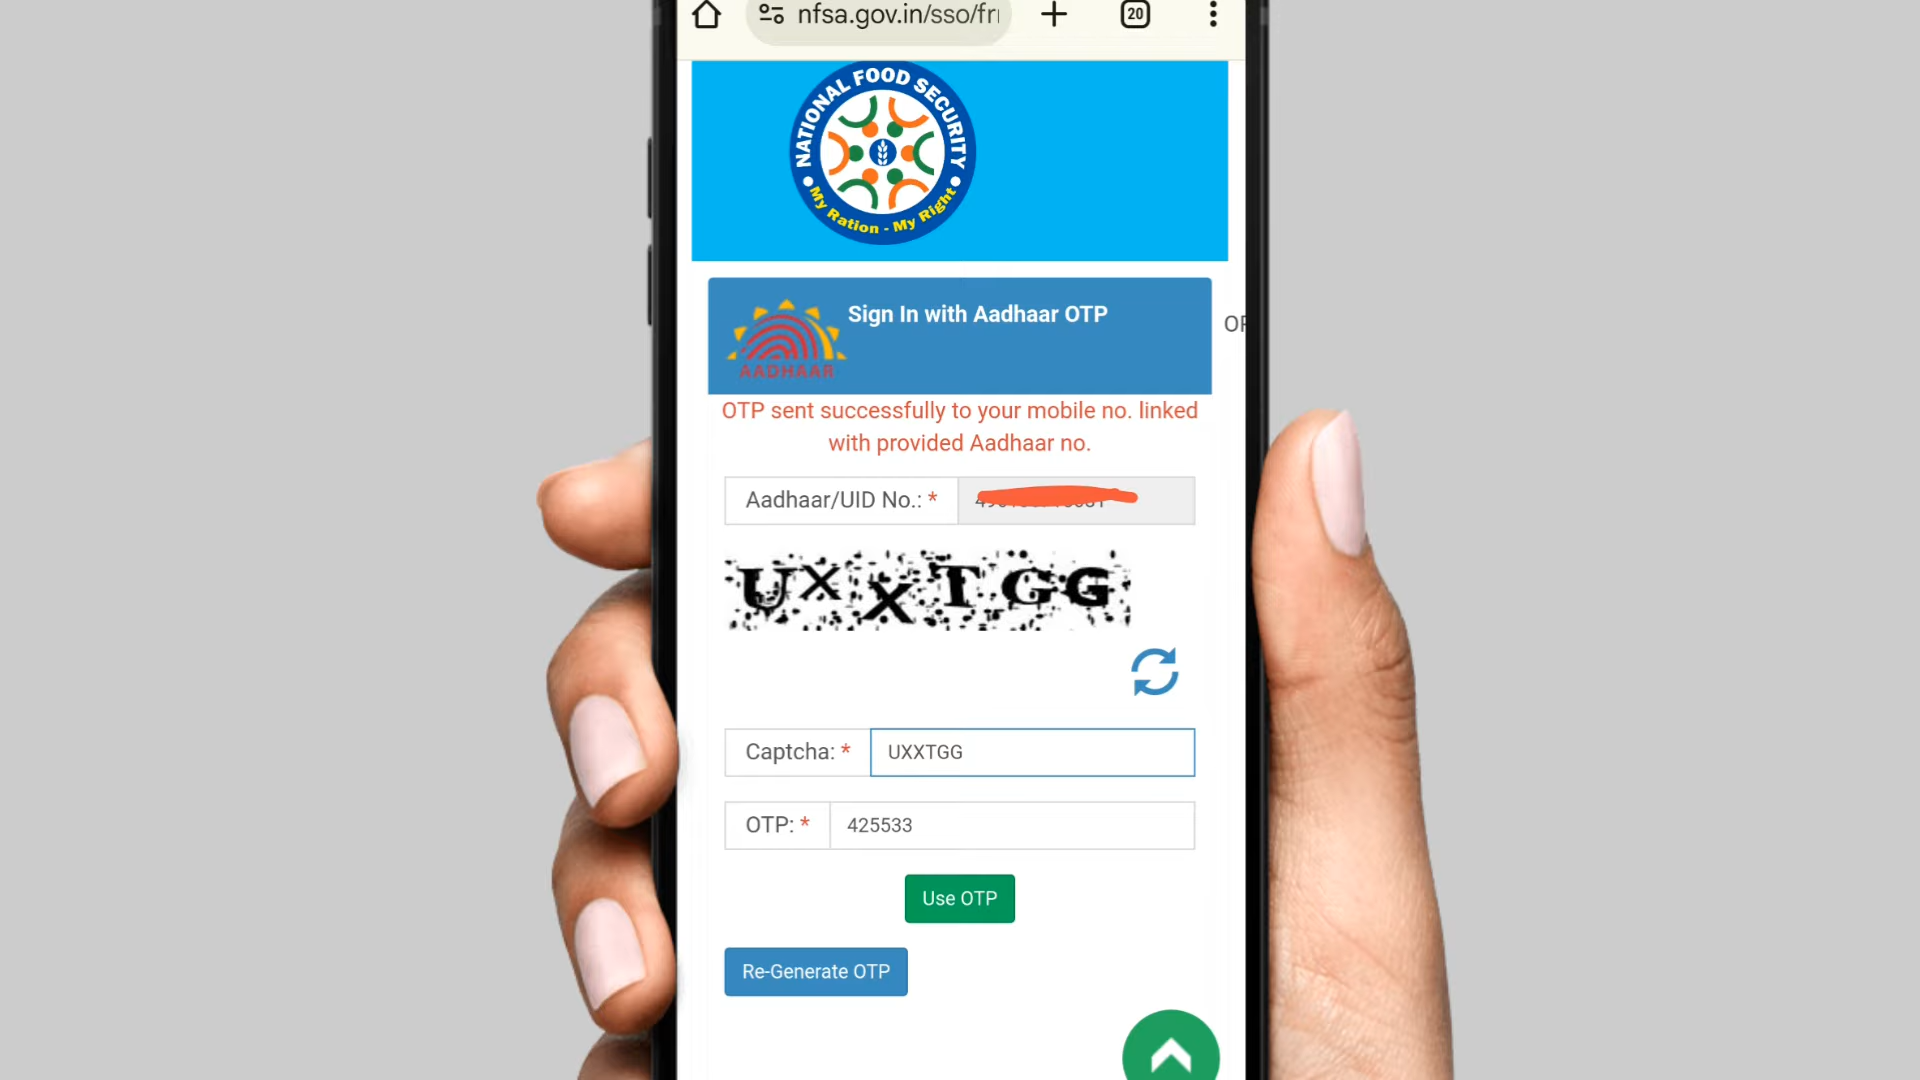 nfsa.gov.in/sso/fr
20
NATIONAL FOOD SECURITY
My Ration - My Right
AADHAAR
Sign In with Aadhaar OTP
OR
OTP sent successfully to your mobile no. linked
with provided Aadhaar no.
Aadhaar/UID No.: *
UXXTGG
Captcha: * UXXTGG
OTP: * 425533
Use OTP
Re-Generate OTP